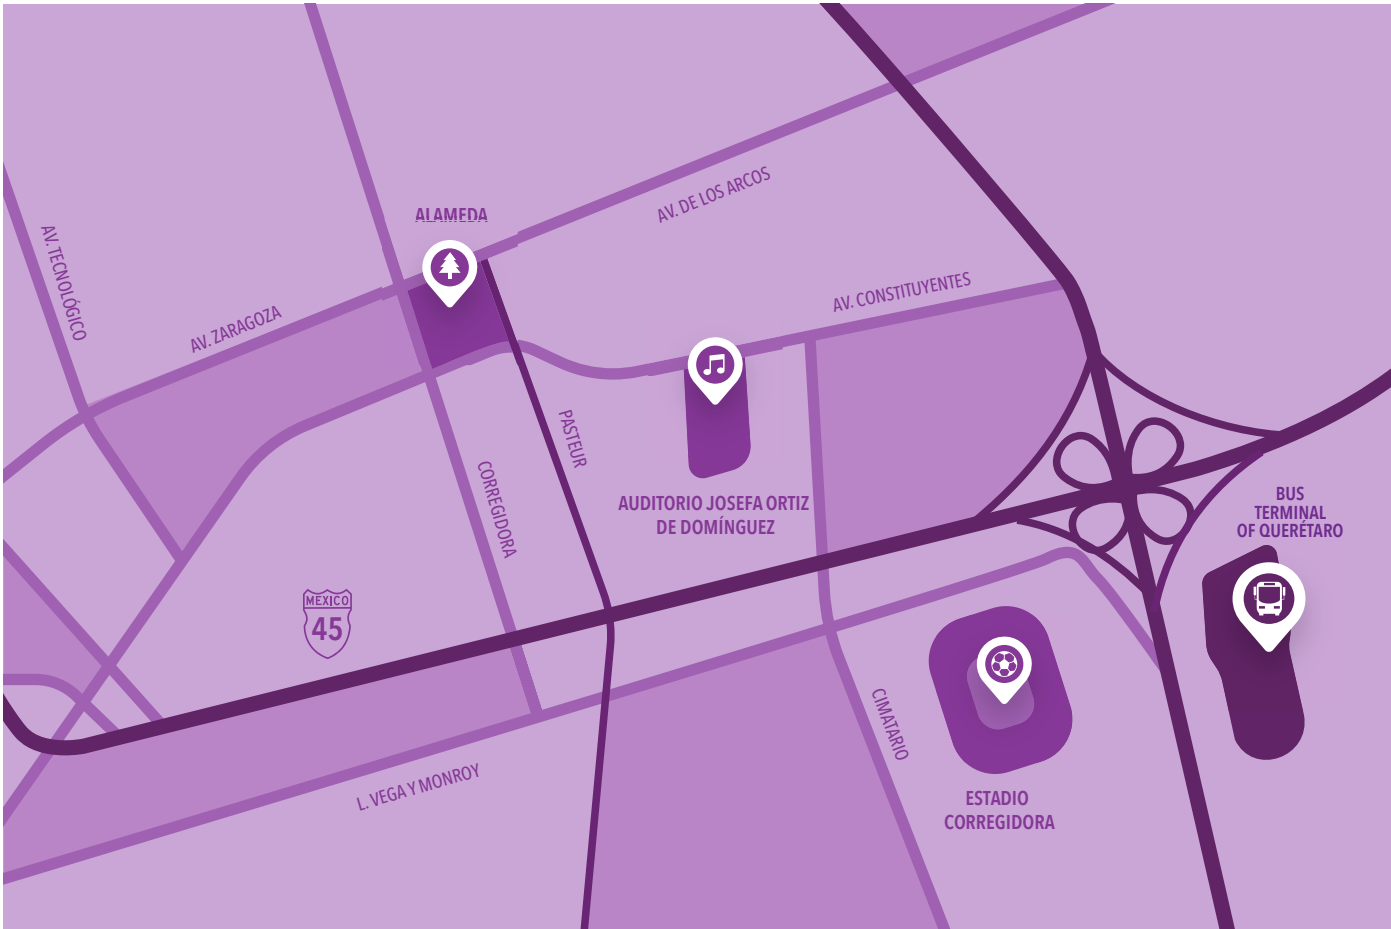 ALAMEDA
AV. DE LOS ARCOS
AV. TECNOLÓGICO
AV. ZARAGOZA
AV. CONSTITUYENTES
PASTEUR
CORREGIDORA
AUDITORIO JOSEFA ORTIZ
DE DOMÍNGUEZ
BUS
TERMINAL
OF QUERÉTARO
MEXICO
45
CIMATARIO
L. VEGA Y MONROY
ESTADIO
CORREGIDORA